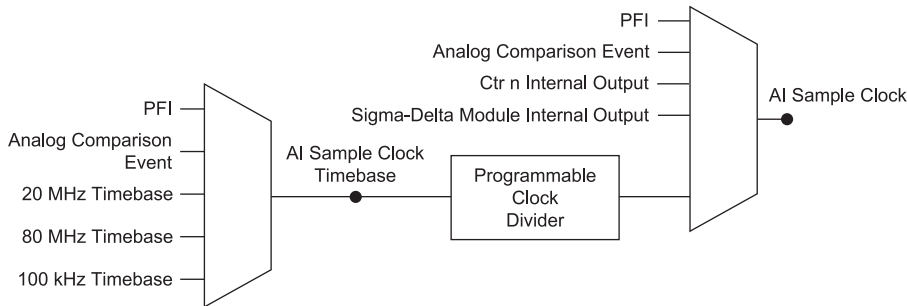 PFI
Analog Comparison Event
Ctr n Internal Output
Sigma-Delta Module Internal Output
AI Sample Clock
PFI
Analog Comparison
Event
20 MHz Timebase
80 MHz Timebase
100 kHz Timebase
AI Sample Clock
Timebase
Programmable
Clock
Divider